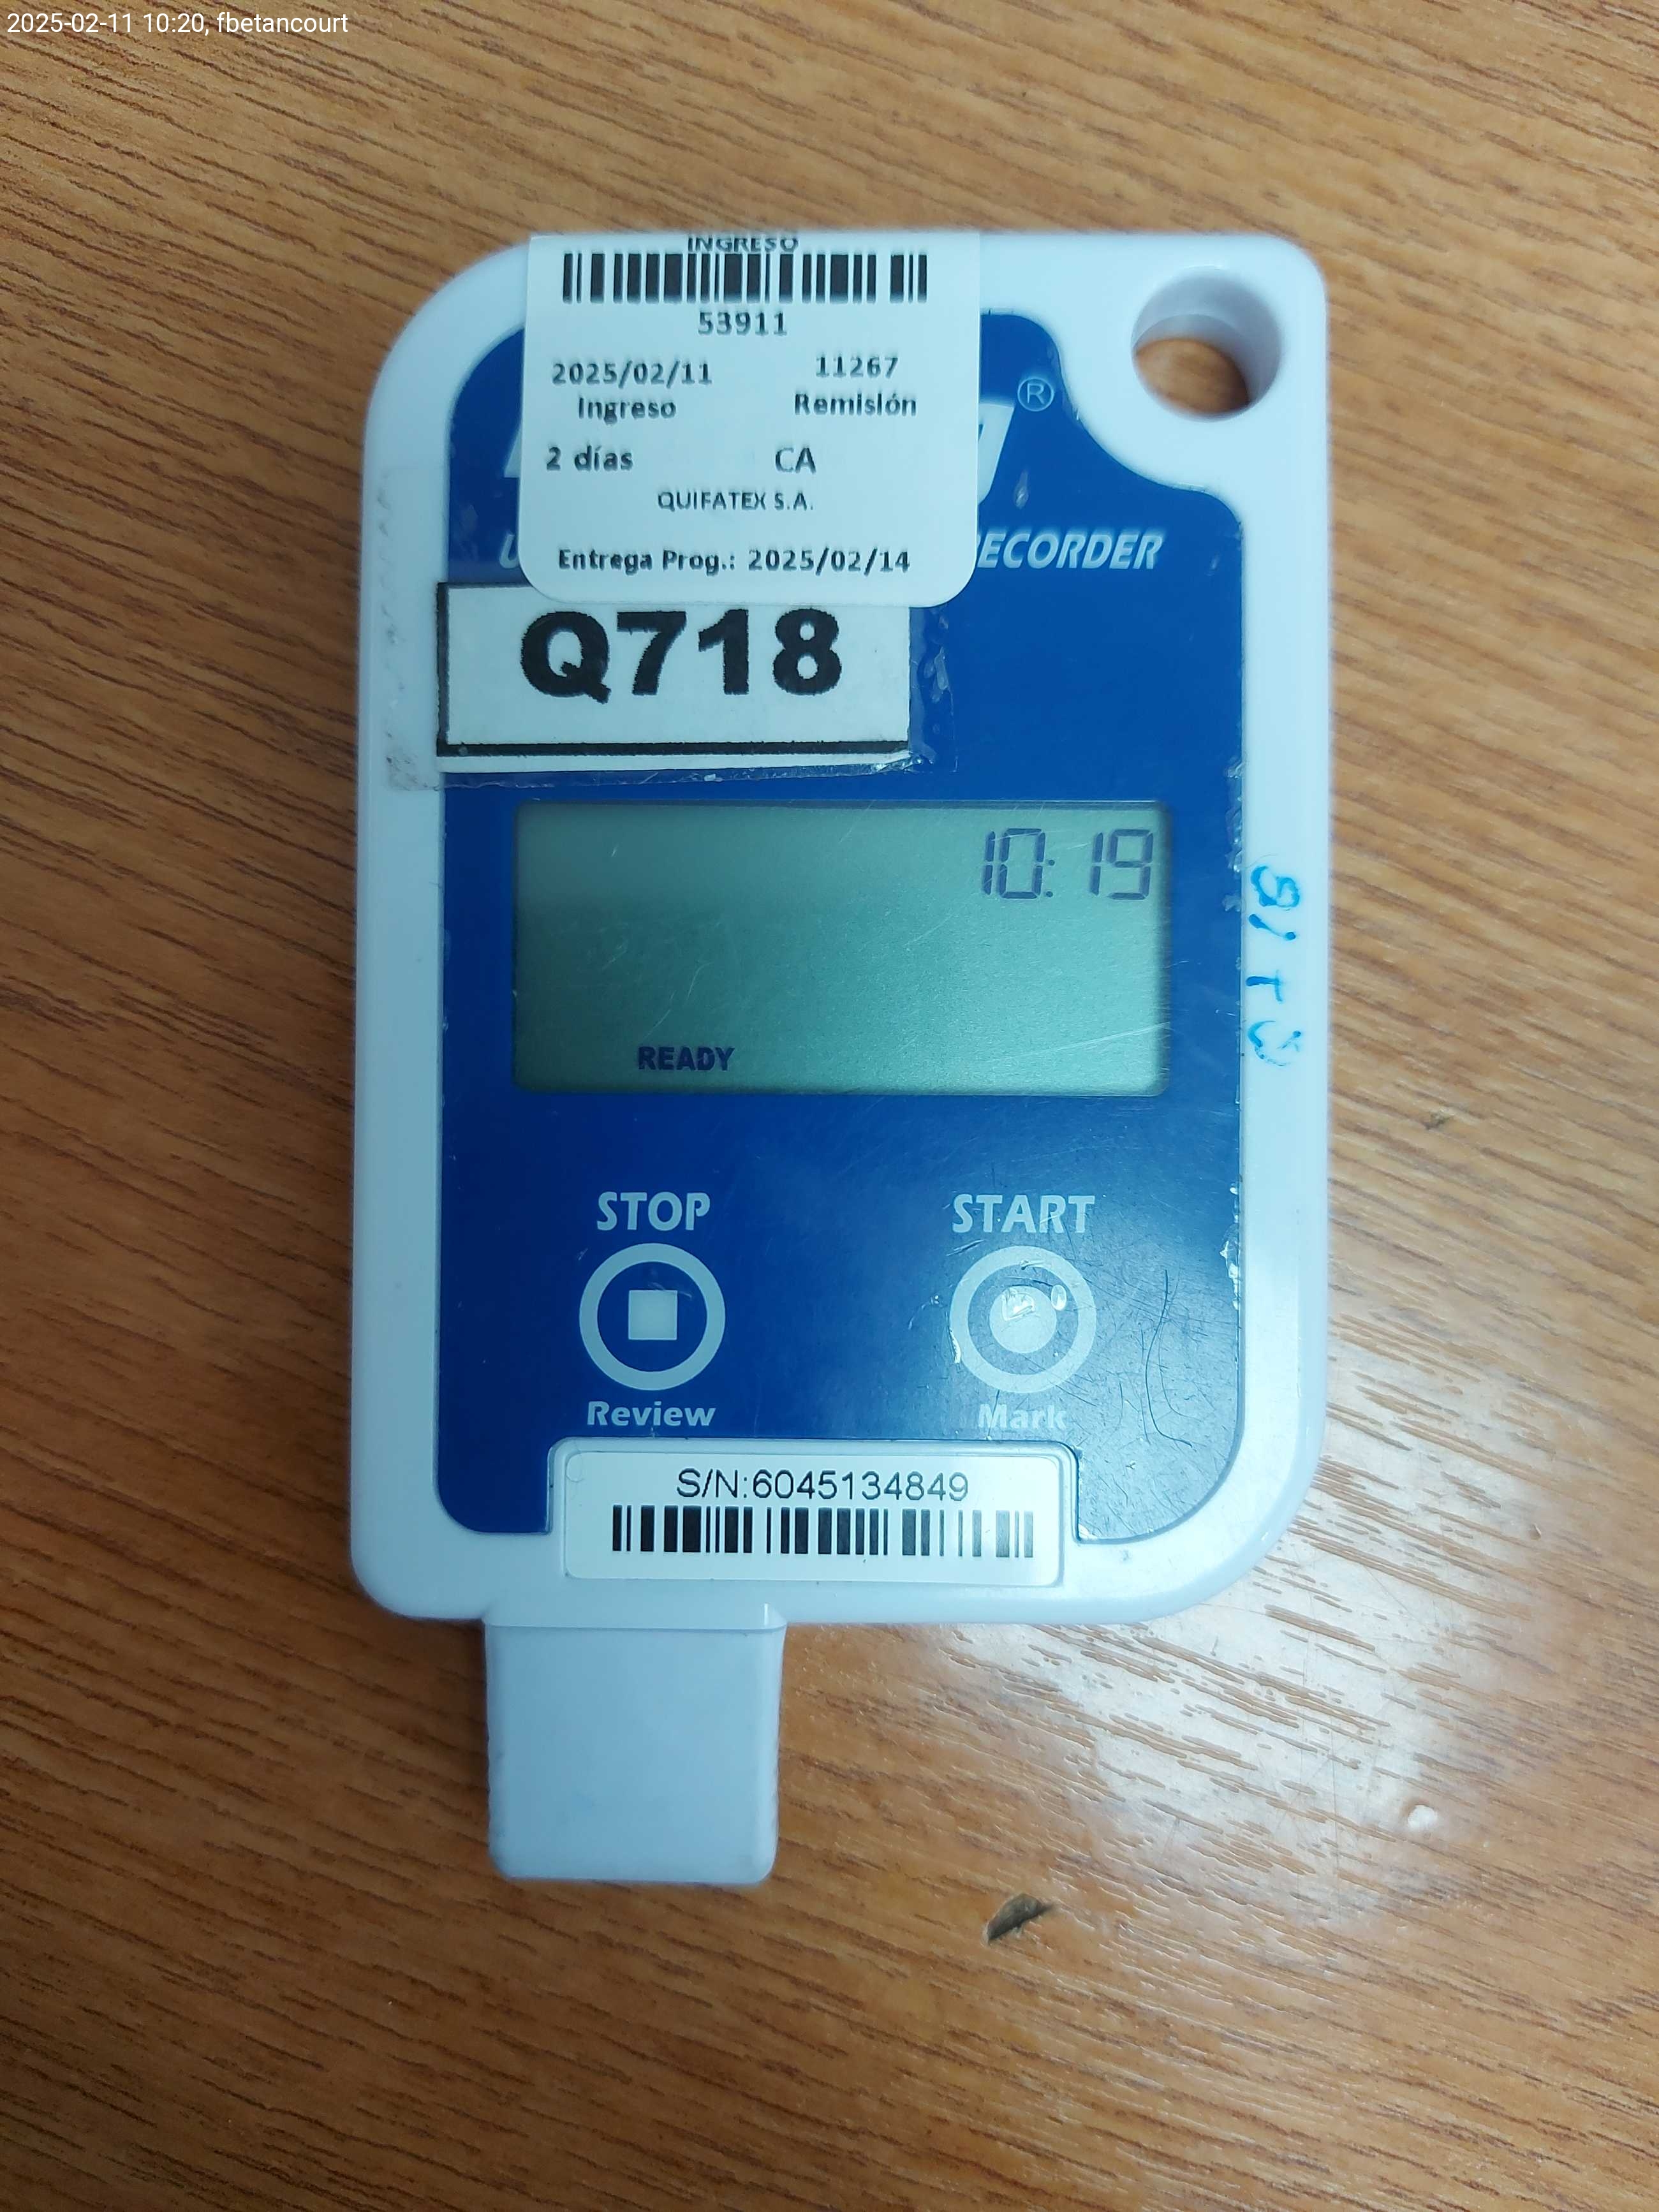 2025-02-11 10:20, fbetancourt
INGRESO
53911
2025/02/11 11267
Ingreso Remisión
2 días CA
QUIFATEX S.A.
Entrega Prog.: 2025/02/14
®
RECORDER
Q718
10:19
READY
STOP START
Review Mark
S/N:6045134849